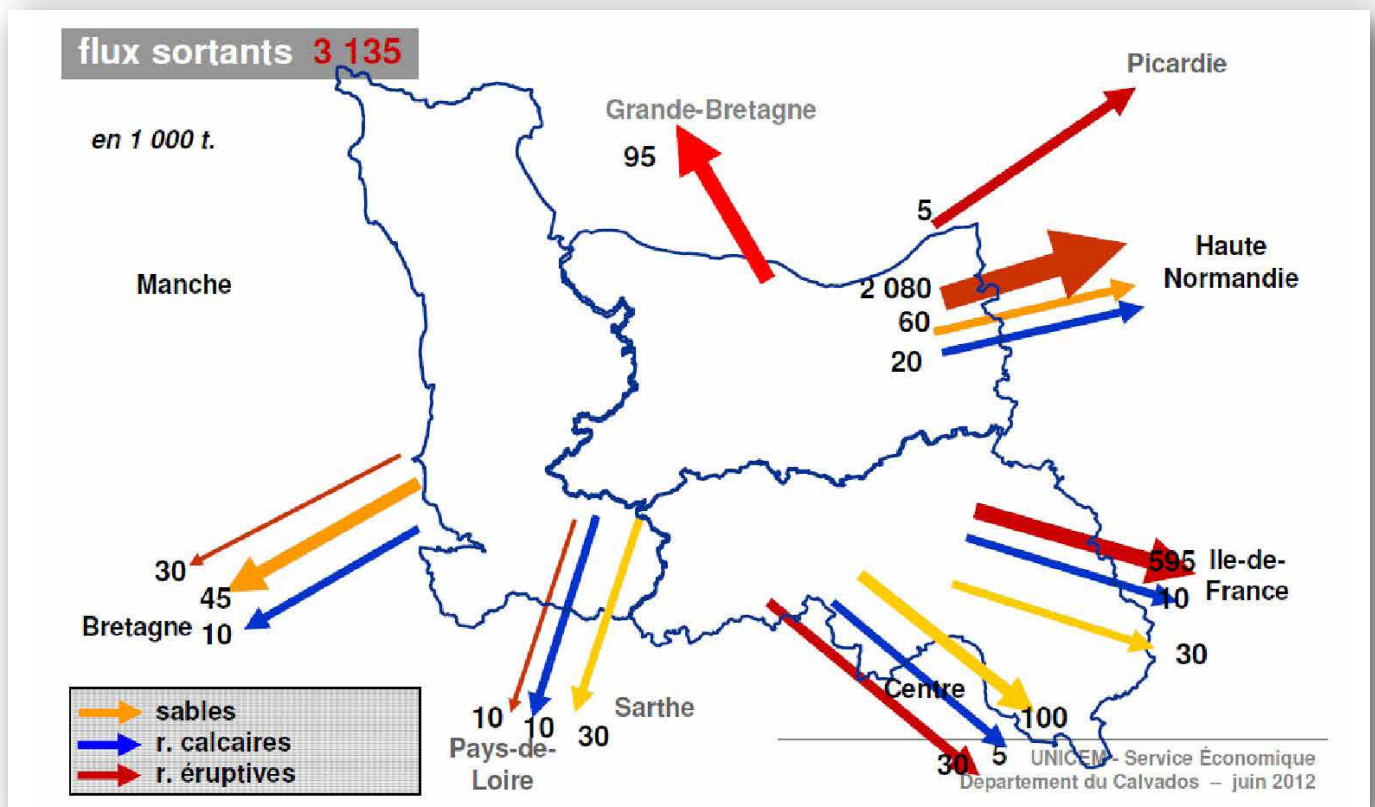 flux sortants 3 135
en 1 000 t.
Picardie
Grande-Bretagne
95
5
Haute
Normandie
Manche
2 080
60
20
30
45
Bretagne 10
595 Ile-de-
10 France
30
Centre
100
5
30
Sarthe
10 10 30
Pays-de-
Loire
sables
r. calcaires
r. éruptives
UNICEM - Service Économique
Département du Calvados – juin 2012